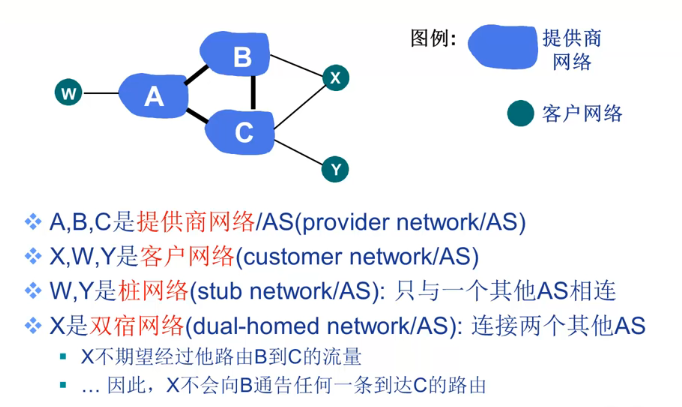 图例:
提供商
网络
B
X
W
A
C
客户网络
Y
A,B,C是提供商网络/AS(provider network/AS)
X,W,Y是客户网络(customer network/AS)
W,Y是桩网络(stub network/AS): 只与一个其他AS相连
X是双宿网络(dual-homed network/AS): 连接两个其他AS
X不期望经过他路由B到C的流量
… 因此，X不会向B通告任何一条到达C的路由